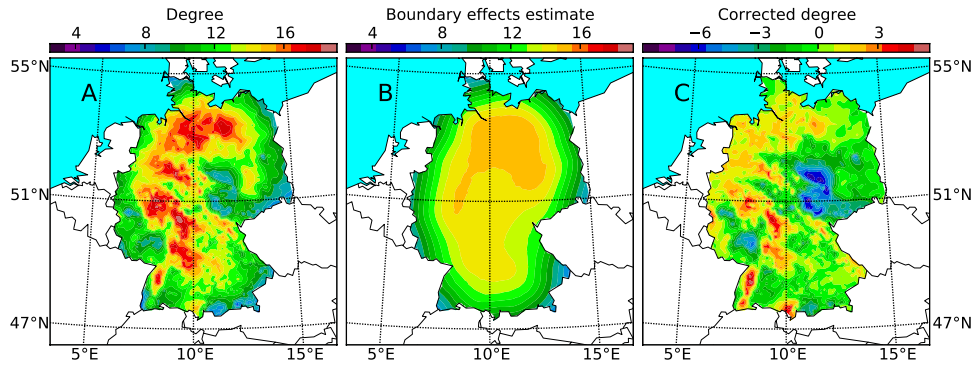 Degree
Boundary effects estimate
Corrected degree
4 8 12 16
4 8 12 16
−6 −3 0 3
A
B
C
55°N
51°N
47°N
55°N
51°N
47°N
5°E 10°E 15°E
5°E 10°E 15°E
5°E 10°E 15°E